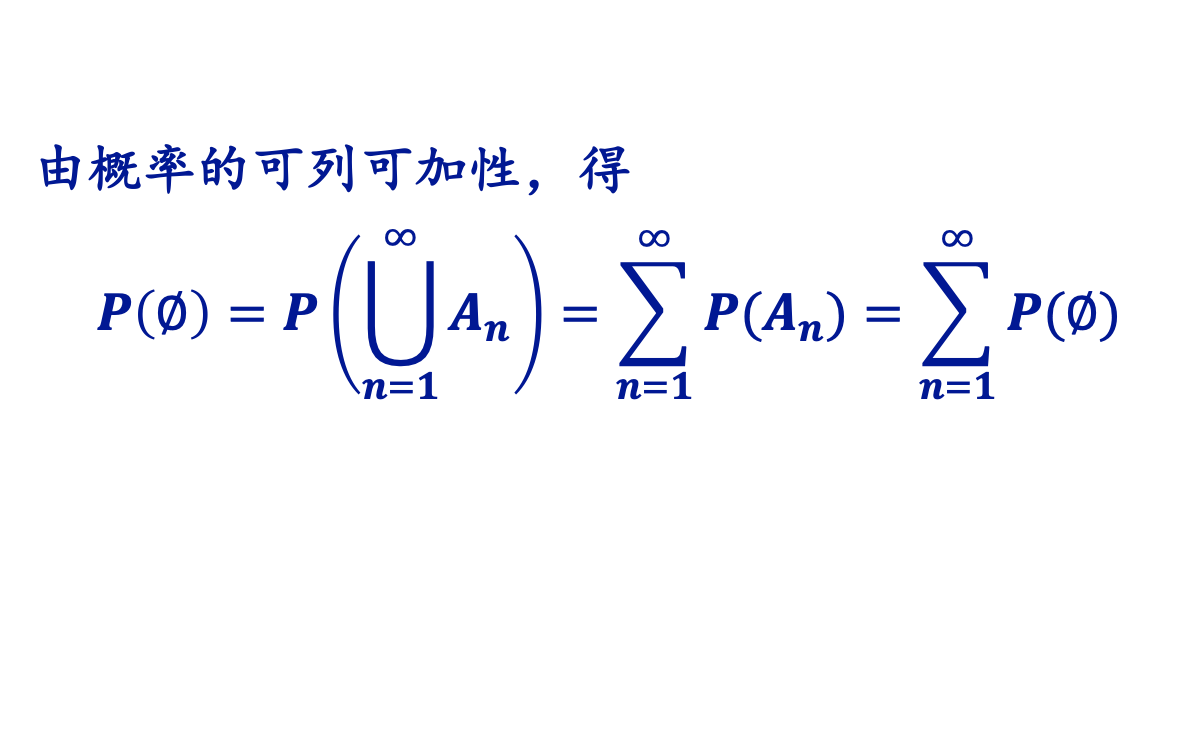 由概率的可列可加性，得
P(∅) = P(⋃_{n=1}^{∞} A_n) = ∑_{n=1}^{∞} P(A_n) = ∑_{n=1}^{∞} P(∅)